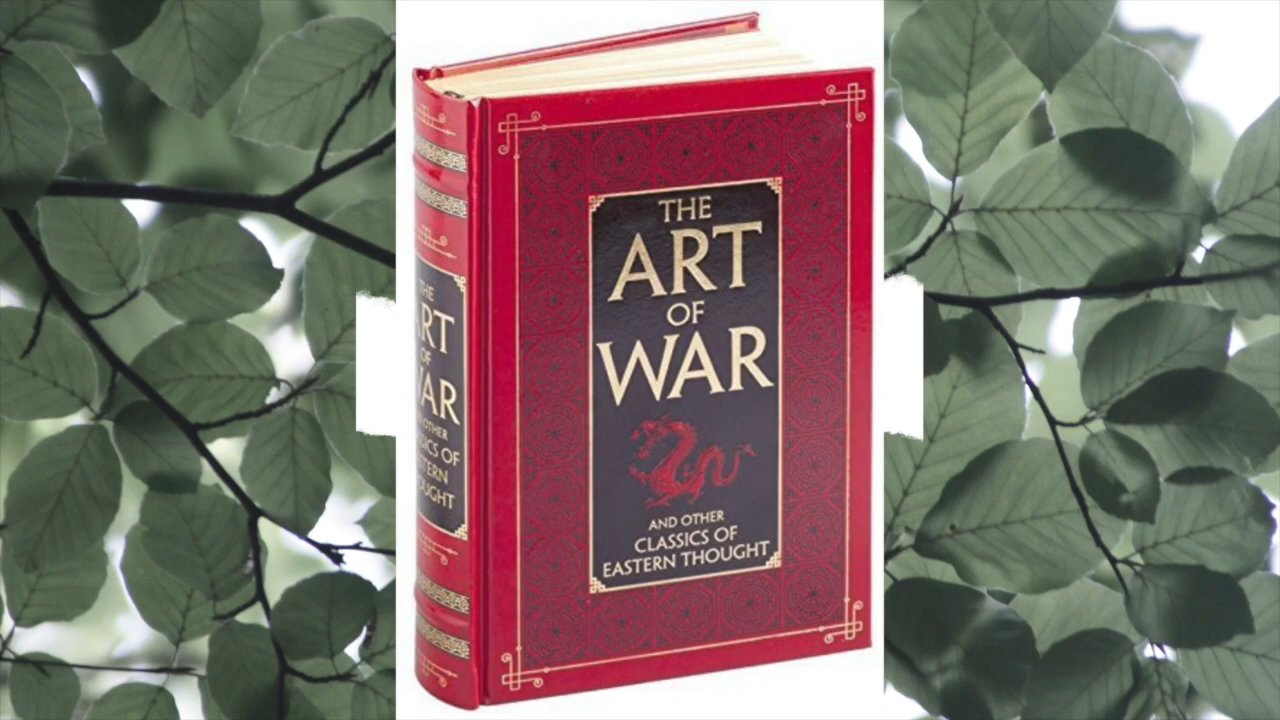 THE
ART
OF
WAR
AND OTHER
CLASSICS OF
EASTERN THOUGHT
THE
ART
OF
WAR
OTHER
CLASSICS OF
EASTERN
THOUGHT